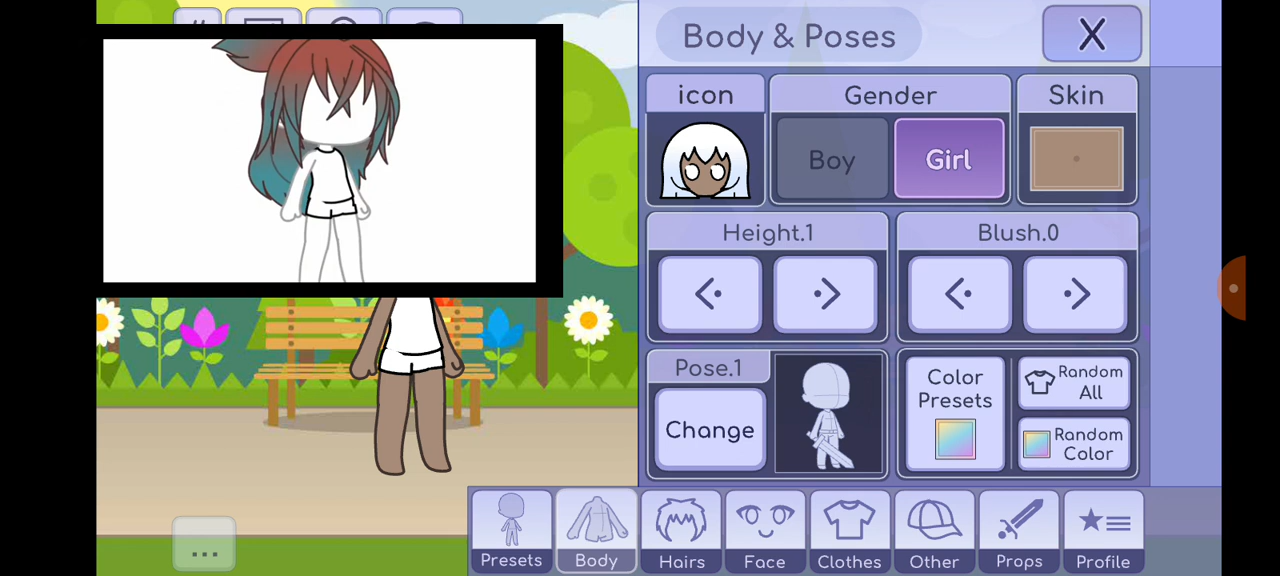 Body & Poses
X
icon
Gender
Skin
Boy
Girl
Height.1
Blush.0
Pose.1
Change
Color
Presets
Random
All
Random
Color
...
Presets
Body
Hairs
Face
Clothes
Other
Props
Profile